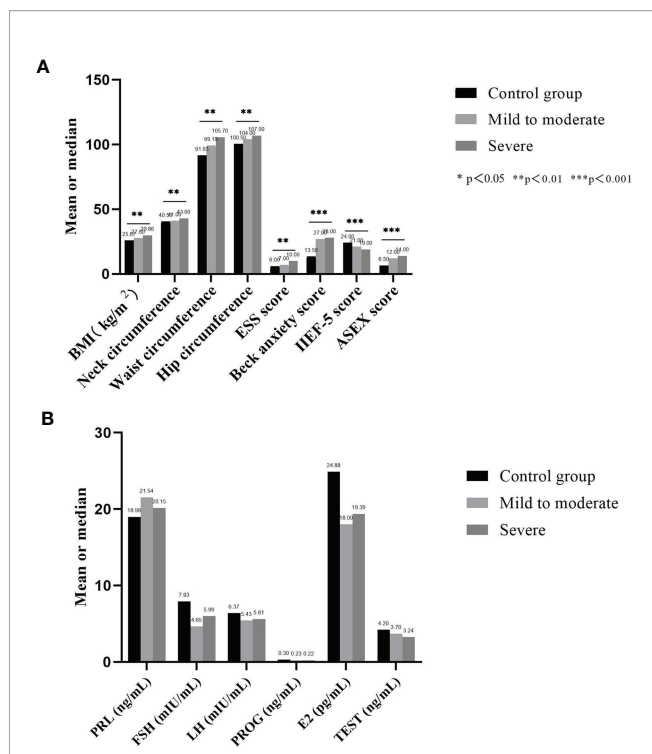 A
150
100
50
0
Mean or median
**
**
**
**
**
***
***
***
40.50
43.00
91.63
105.70
100.50
104.00
107.00
6.00
7.00
10.00
13.50
27.00
28.00
24.00
21.00
19.00
6.50
12.00
14.00
BMI( kg/m²)
Neck circumference
Waist circumference
Hip circumference
ESS score
Beck anxiety score
IIEF-5 score
ASEX score
Control group
Mild to moderate
Severe
* p<0.05 **p<0.01 ***p<0.001
B
30
20
10
0
Mean or median
18.98
21.54
20.15
7.93
4.65
5.99
6.37
5.43
5.61
0.30
0.23
0.22
24.88
18.00
19.39
4.20
3.70
3.24
PRL (ng/mL)
FSH (mIU/mL)
LH (mIU/mL)
PROG (ng/mL)
E2 (pg/mL)
TEST (ng/mL)
Control group
Mild to moderate
Severe